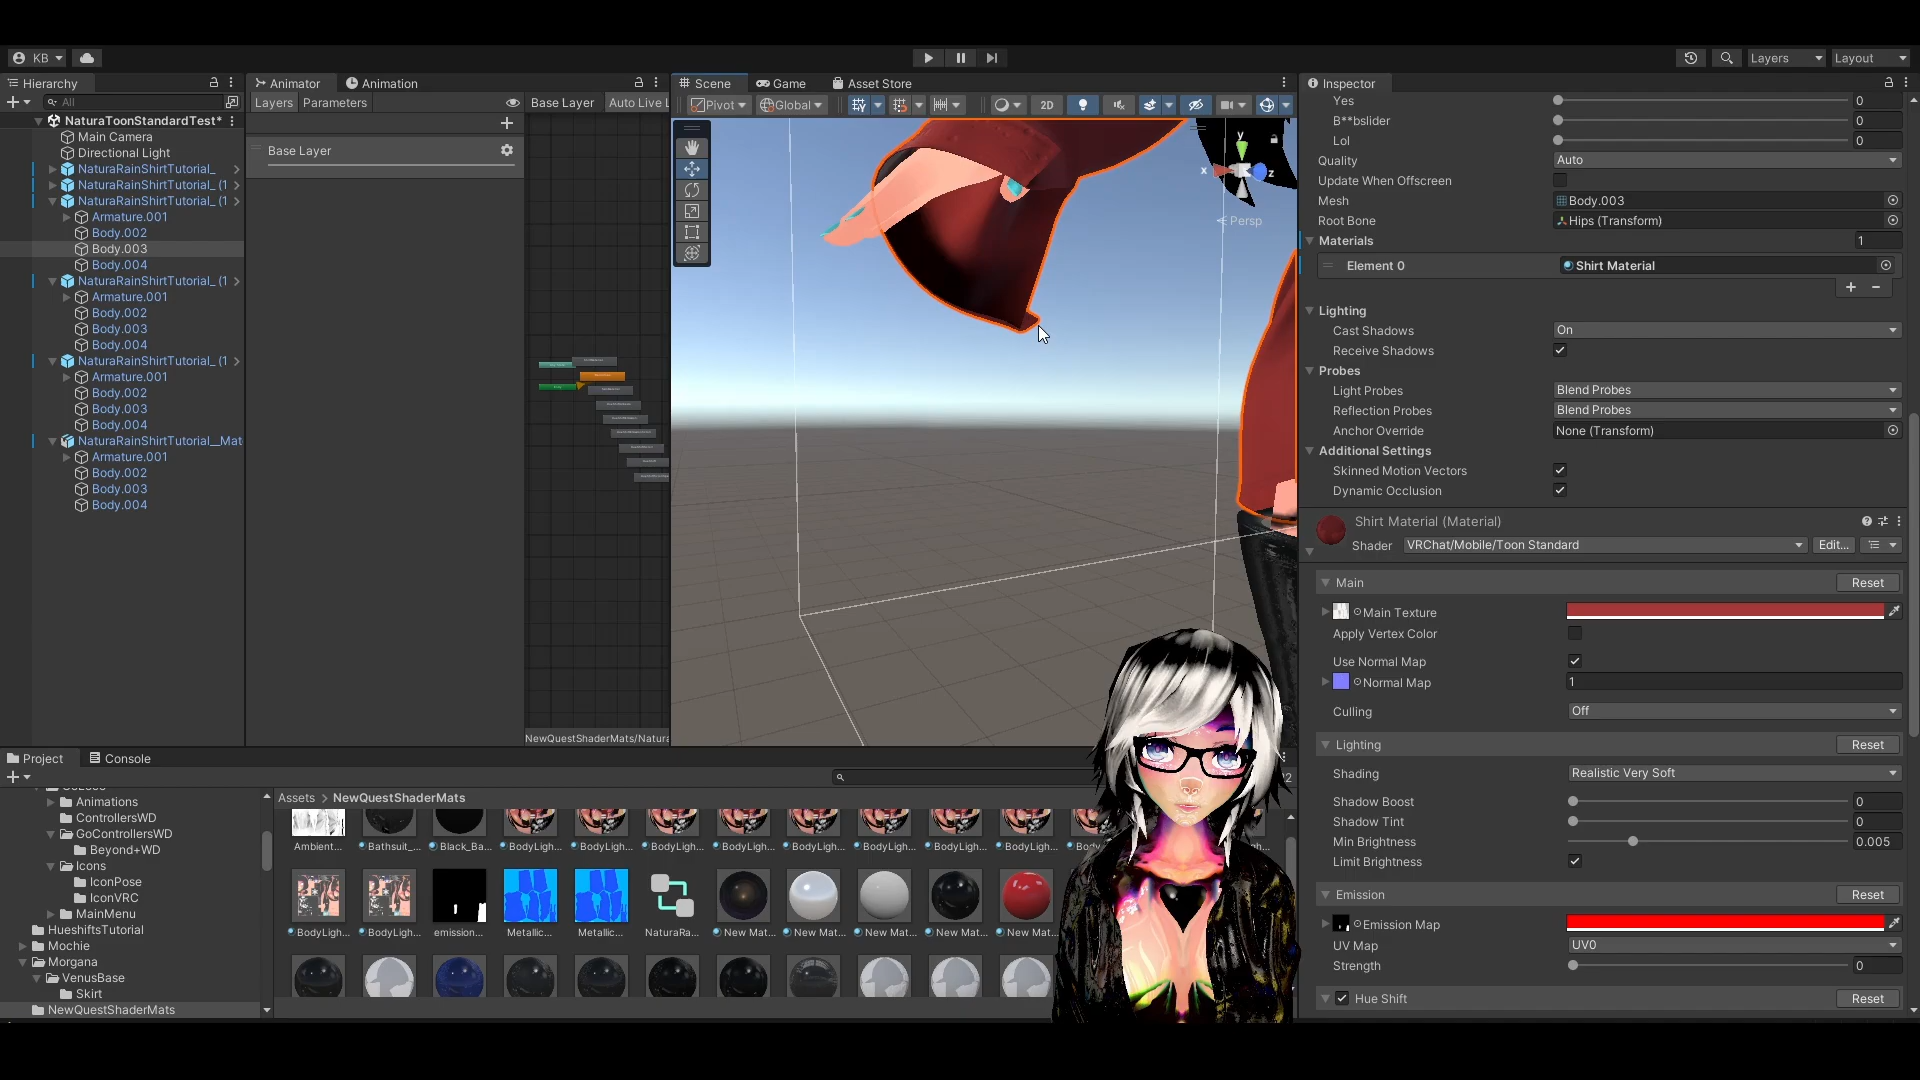 KB
Layers
Layout
Hierarchy
Animator
Animation
Scene
Game
Asset Store
Inspector
All
Layers
Parameters
Base Layer
Auto Live L
Pivot
Global
2D
NaturaToonStandardTest*
Main Camera
Directional Light
NaturaRainShirtTutorial_
NaturaRainShirtTutorial_ (1
NaturaRainShirtTutorial_ (1
Armature.001
Body.002
Body.003
Body.004
NaturaRainShirtTutorial_ (1
Armature.001
Body.002
Body.003
Body.004
NaturaRainShirtTutorial_ (1
Armature.001
Body.002
Body.003
Body.004
NaturaRainShirtTutorial__Mat
Armature.001
Body.002
Body.003
Body.004
Base Layer
NewQuestShaderMats/Natura
y
x
z
Persp
Yes 0
B**bslider 0
Lol 0
Quality Auto
Update When Offscreen
Mesh Body.003
Root Bone Hips (Transform)
Materials 1
Element 0 Shirt Material
Lighting
Cast Shadows On
Receive Shadows
Probes
Light Probes Blend Probes
Reflection Probes Blend Probes
Anchor Override None (Transform)
Additional Settings
Skinned Motion Vectors
Dynamic Occlusion
Shirt Material (Material)
Shader VRChat/Mobile/Toon Standard Edit...
Main Reset
Main Texture
Apply Vertex Color
Use Normal Map
Normal Map 1
Culling Off
Lighting Reset
Shading Realistic Very Soft
Shadow Boost 0
Shadow Tint 0
Min Brightness 0.005
Limit Brightness
Emission Reset
Emission Map
UV Map UV0
Strength 0
Hue Shift Reset
Project
Console
Animations
ControllersWD
GoControllersWD
Beyond+WD
Icons
IconPose
IconVRC
MainMenu
HueshiftsTutorial
Mochie
Morgana
VenusBase
Skirt
NewQuestShaderMats
Assets > NewQuestShaderMats
Ambient... Bathsuit_... Black_Ba... BodyLigh... BodyLigh... BodyLigh... BodyLigh... BodyLigh... BodyLigh... BodyLigh... BodyLigh...
BodyLigh... BodyLigh... emission... Metallic... Metallic... NaturaRa... New Mat... New Mat... New Mat... New Mat... New Mat...